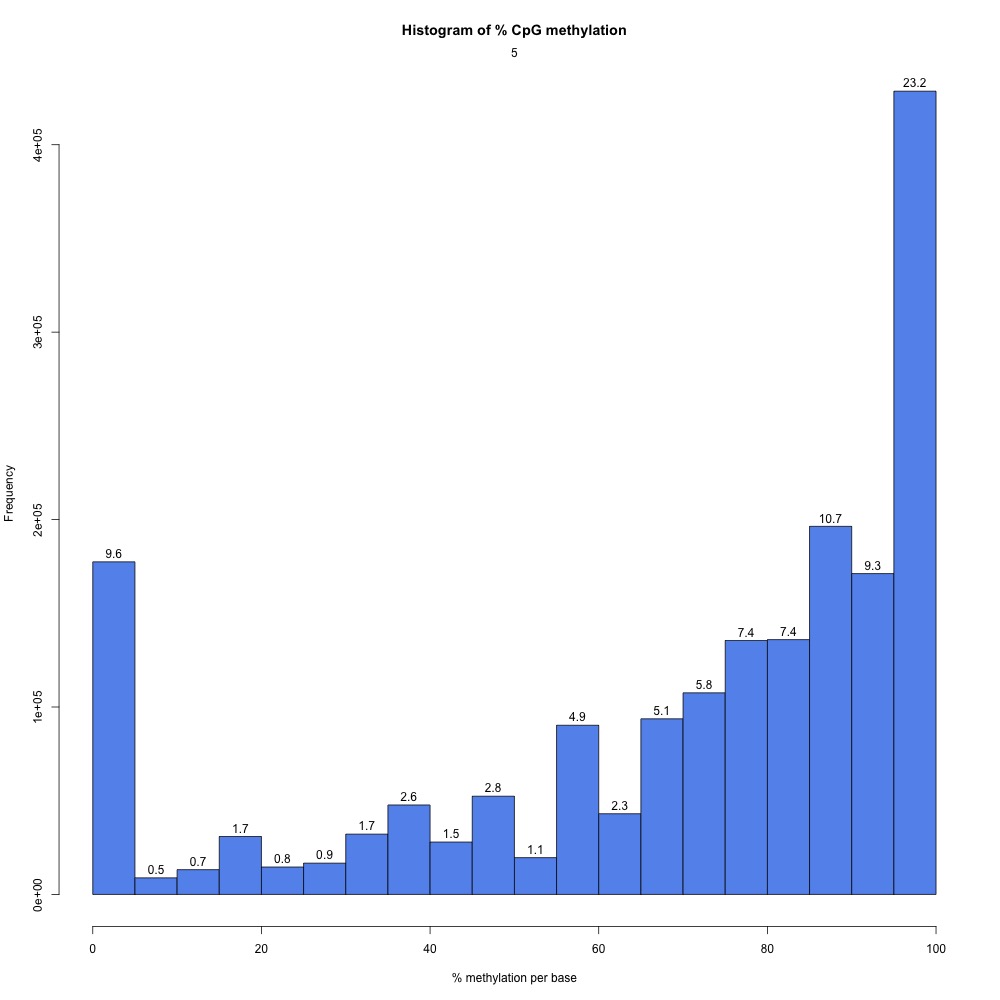 Histogram of % CpG methylation
5
23.2
4e+05
3e+05
2e+05
1e+05
0e+00
Frequency
9.6
0.5
0.7
1.7
0.8
0.9
1.7
2.6
1.5
2.8
1.1
4.9
2.3
5.1
5.8
7.4
7.4
10.7
9.3
0 20 40 60 80 100
% methylation per base